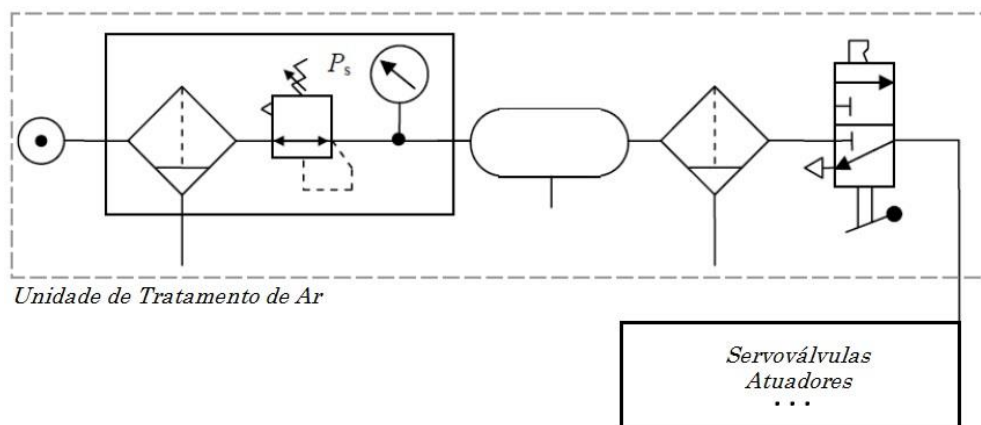 Ps
Unidade de Tratamento de Ar
Servoválvulas
Atuadores
...